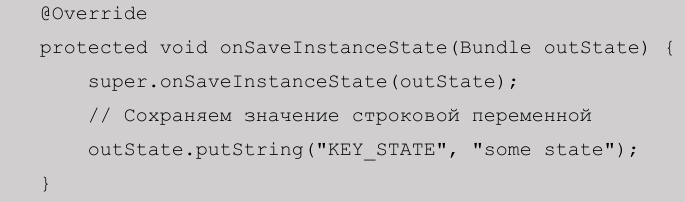 @Override
protected void onSaveInstanceState(Bundle outState) {
super.onSaveInstanceState(outState);
// Сохраняем значение строковой переменной
outState.putString("KEY_STATE", "some state");
}